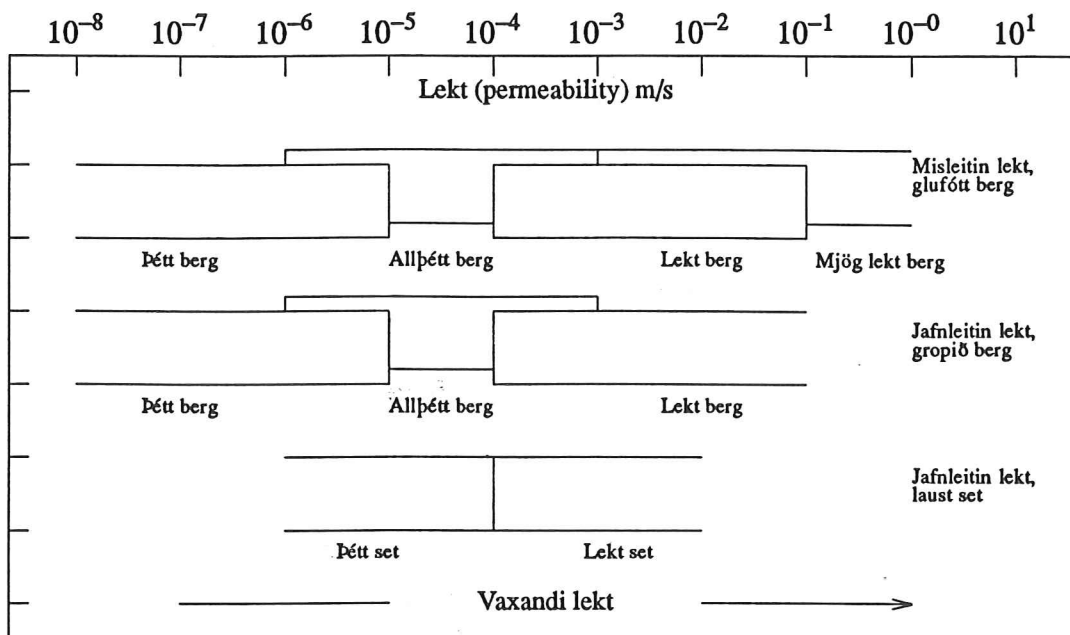 10⁻⁸ 10⁻⁷ 10⁻⁶ 10⁻⁵ 10⁻⁴ 10⁻³ 10⁻² 10⁻¹ 10⁻⁰ 10¹
Lekt (permeability) m/s
Misleitin lekt,
glufótt berg
Þétt berg Allþétt berg Lekt berg Mjög lekt berg
Jafnleitin lekt,
gropið berg
Þétt berg Allþétt berg Lekt berg
Jafnleitin lekt,
laust set
Þétt set Lekt set
Vaxandi lekt